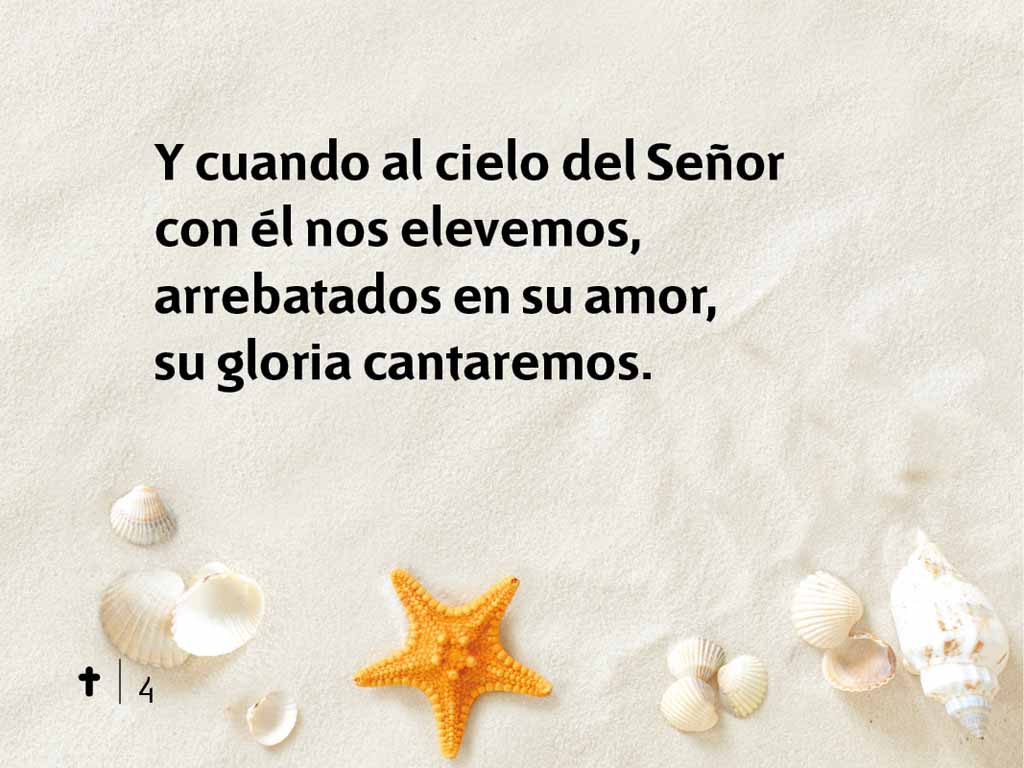 Y cuando al cielo del Señor
con él nos elevemos,
arrebatados en su amor,
su gloria cantaremos.
4